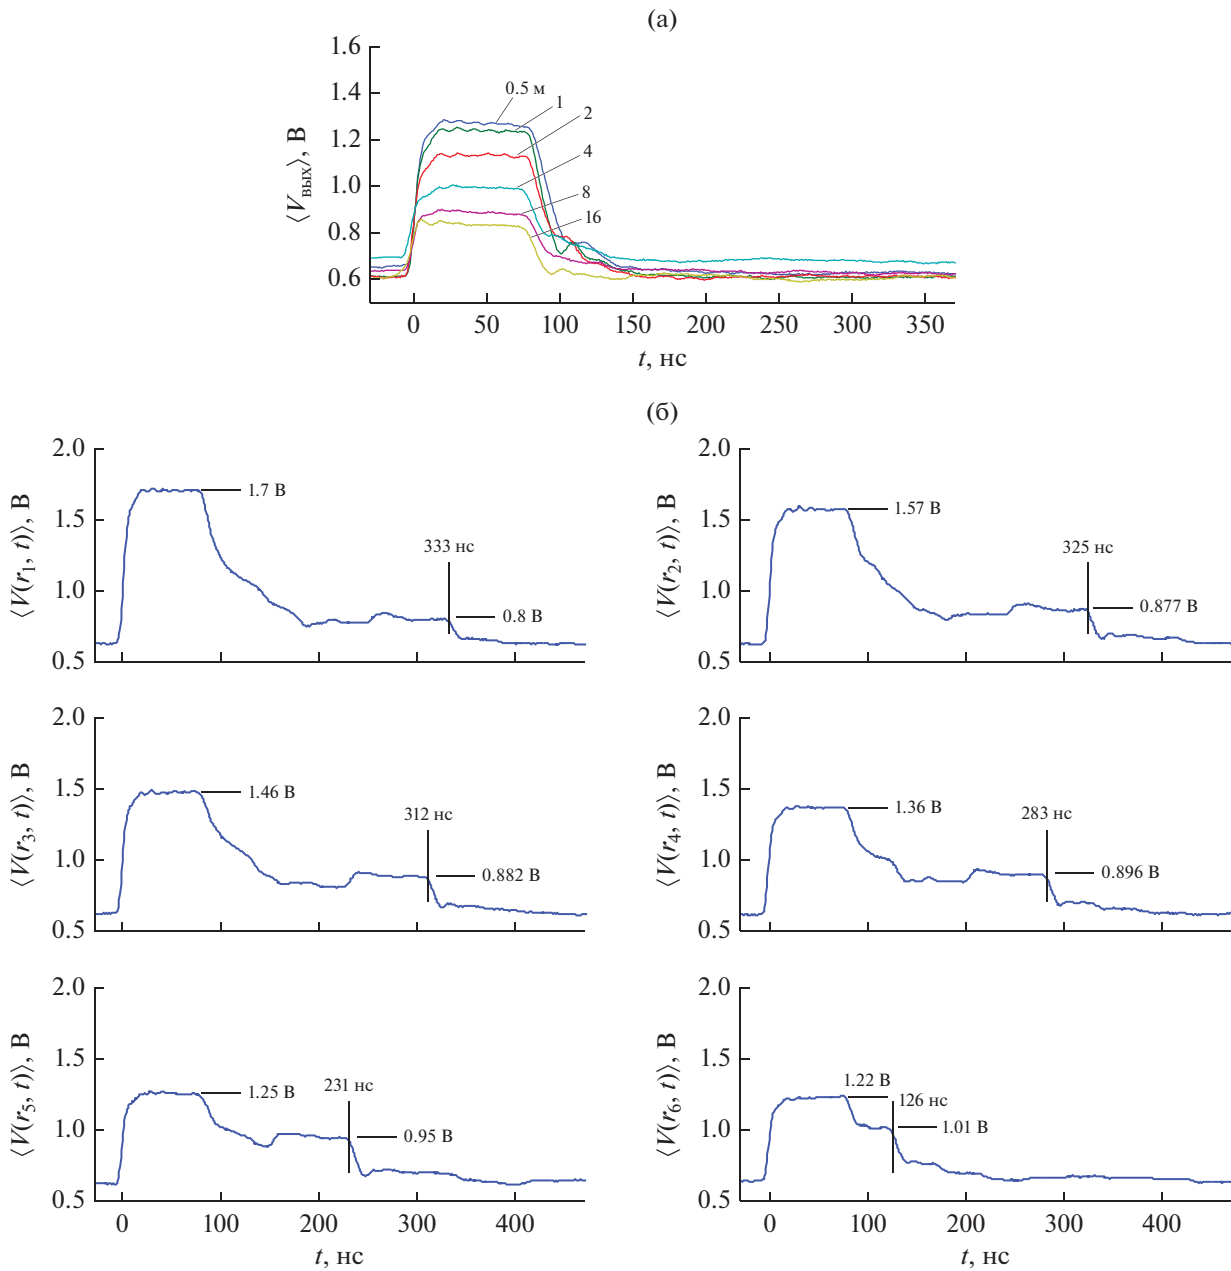 (а)
⟨Vвых⟩, В
1.6
1.4
1.2
1.0
0.8
0.6
0.5 м
1
2
4
8
16
0
50
100
150
200
250
300
350
t, нс
(б)
⟨V(r1, t)⟩, В
2.0
1.5
1.0
0.5
1.7 В
333 нс
0.8 В
⟨V(r2, t)⟩, В
2.0
1.5
1.0
0.5
1.57 В
325 нс
0.877 В
⟨V(r3, t)⟩, В
2.0
1.5
1.0
0.5
1.46 В
312 нс
0.882 В
⟨V(r4, t)⟩, В
2.0
1.5
1.0
0.5
1.36 В
283 нс
0.896 В
⟨V(r5, t)⟩, В
2.0
1.5
1.0
0.5
1.25 В
231 нс
0.95 В
0
100
200
300
400
t, нс
⟨V(r6, t)⟩, В
2.0
1.5
1.0
0.5
1.22 В
126 нс
1.01 В
0
100
200
300
400
t, нс